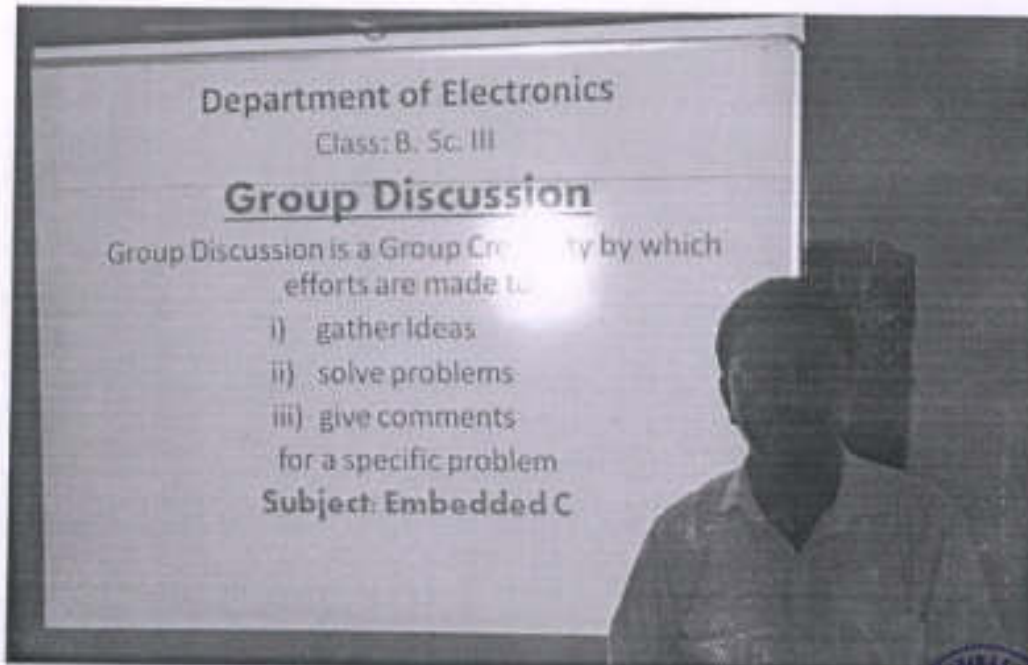 Department of Electronics
Class: B. Sc. III
Group Discussion
Group Discussion is a Group by which
efforts are made
i) gather Ideas
ii) solve problems
iii) give comments
for a specific problem
Subject: Embedded C